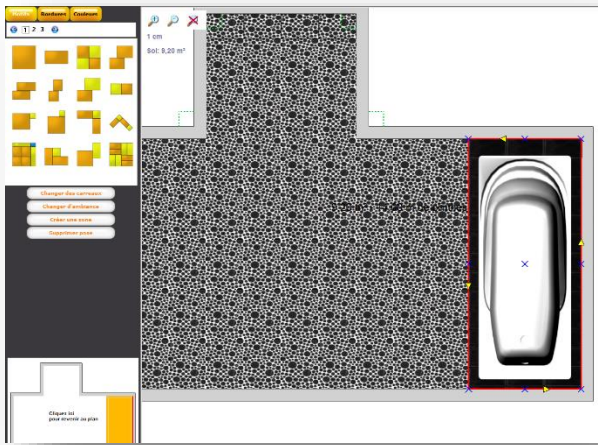 Bordures Couleurs
1 2 3
1 cm
Sol: 9,20 m²
Changer des carreaux
Changer d'ambiance
Créer une zone
Supprimer pose
Cliquez ici
pour revenir au plan